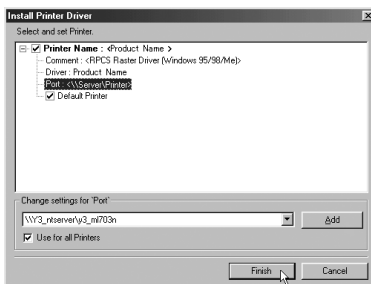 Install Printer Driver
Select and set Printer.
Printer Name : <Product Name >
Comment : <RPCS Raster Driver (Windows 95/98/Me)>
Driver : Product Name
Port : <\\Server\Printer>
Default Printer
Change settings for 'Port'
\\Y3_ntserver\y3_ml703n
Add
Use for all Printers
Finish
Cancel